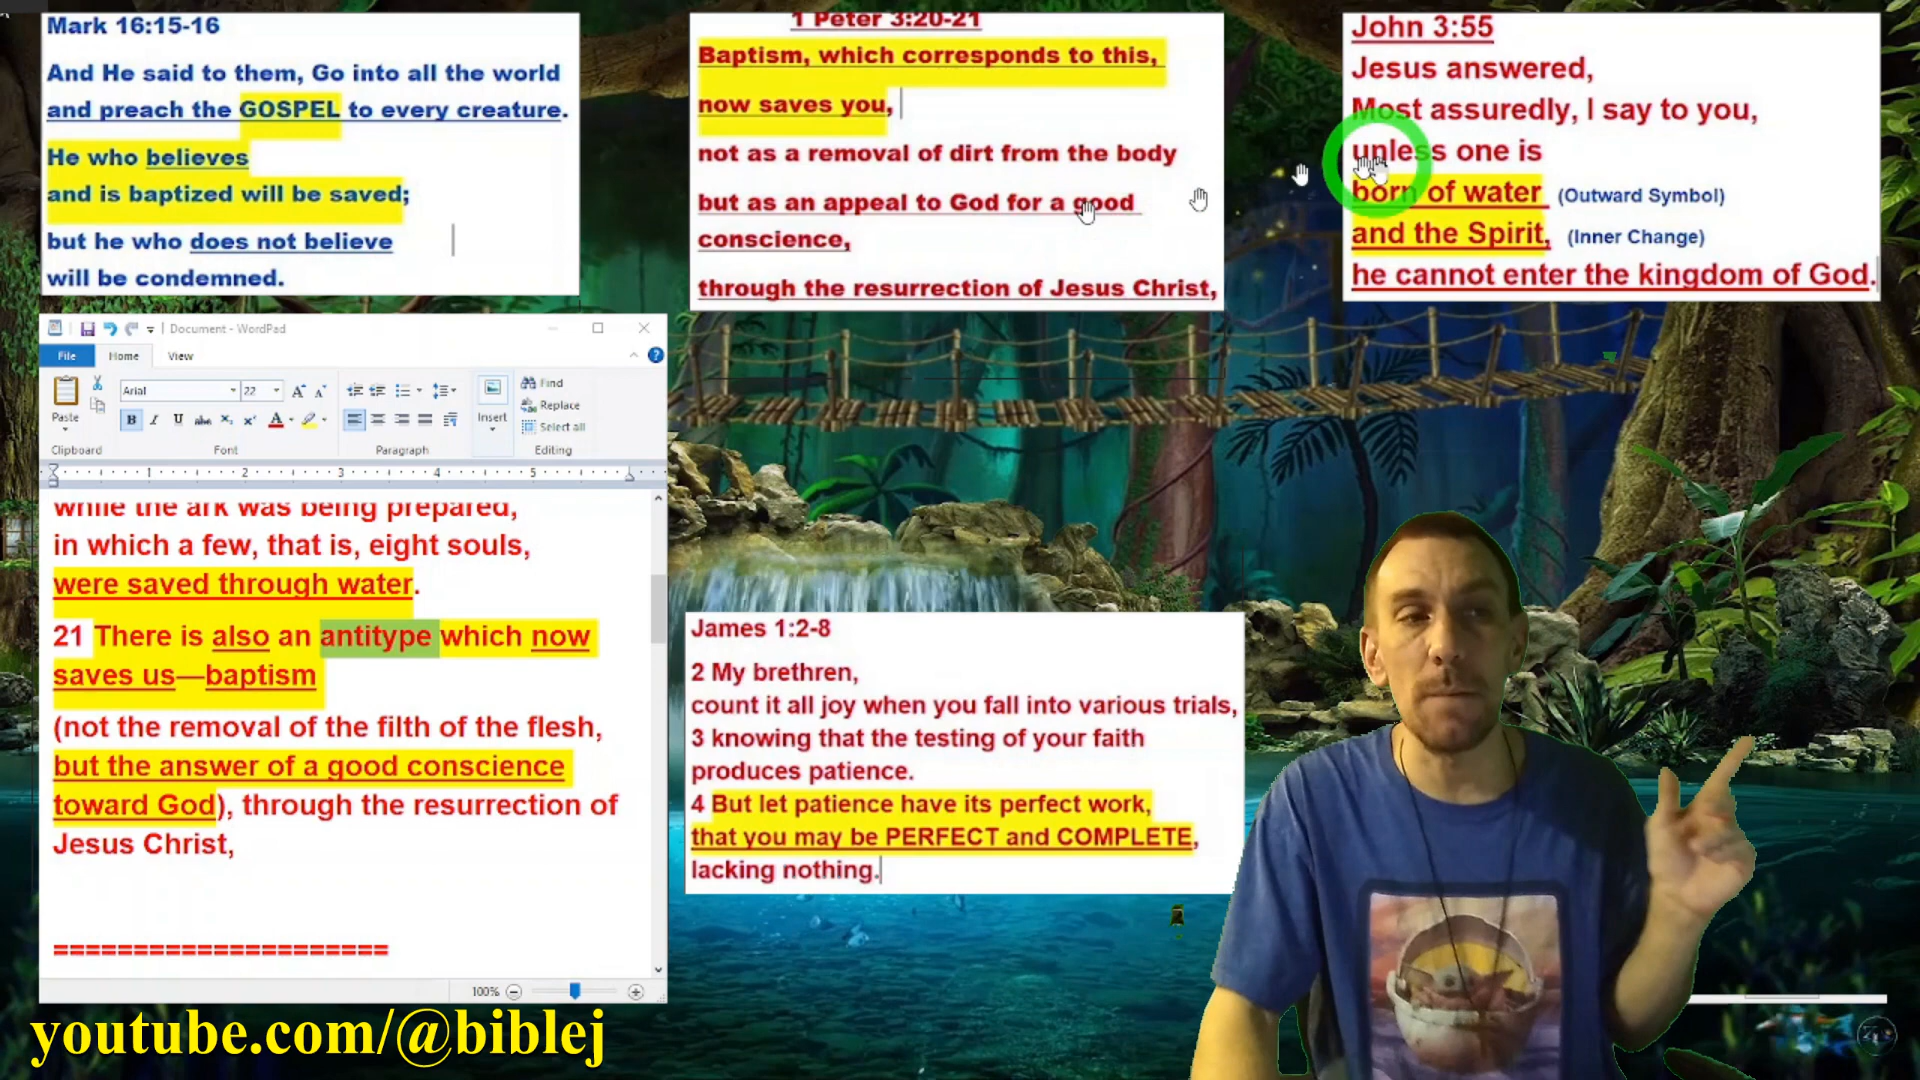 Mark 16:15-16
And He said to them, Go into all the world
and preach the GOSPEL to every creature.
He who believes
and is baptized will be saved;
but he who does not believe
will be condemned.
1 Peter 3:20-21
Baptism, which corresponds to this,
now saves you,
not as a removal of dirt from the body
but as an appeal to God for a good
conscience,
through the resurrection of Jesus Christ,
John 3:55
Jesus answered,
Most assuredly, I say to you,
unless one is
born of water (Outward Symbol)
and the Spirit, (Inner Change)
he cannot enter the kingdom of God.
Document - WordPad
File Home View
Paste
Clipboard
Arial 22
Font
Paragraph
Insert
Find
Replace
Select all
Editing
1 2 3 4 5
while the ark was being prepared,
in which a few, that is, eight souls,
were saved through water.
21 There is also an antitype which now
saves us—baptism
(not the removal of the filth of the flesh,
but the answer of a good conscience
toward God), through the resurrection of
Jesus Christ,
=====================
100%
James 1:2-8
2 My brethren,
count it all joy when you fall into various trials,
3 knowing that the testing of your faith
produces patience.
4 But let patience have its perfect work,
that you may be PERFECT and COMPLETE,
lacking nothing.
youtube.com/@biblej